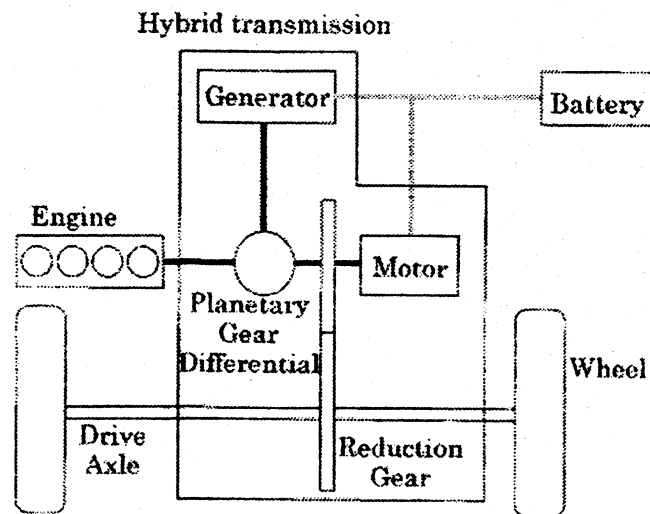 Hybrid transmission
Generator
Battery
Engine
Motor
Planetary
Gear
Differential
Wheel
Drive
Axle
Reduction
Gear